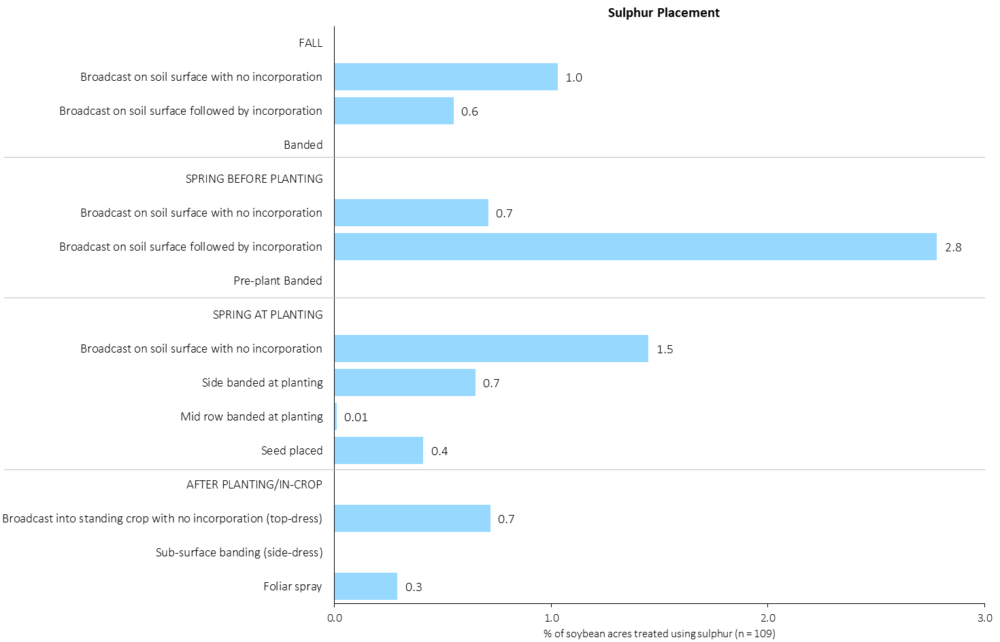 Sulphur Placement
FALL
Broadcast on soil surface with no incorporation 1.0
Broadcast on soil surface followed by incorporation 0.6
Banded
SPRING BEFORE PLANTING
Broadcast on soil surface with no incorporation 0.7
Broadcast on soil surface followed by incorporation 2.8
Pre-plant Banded
SPRING AT PLANTING
Broadcast on soil surface with no incorporation 1.5
Side banded at planting 0.7
Mid row banded at planting 0.01
Seed placed 0.4
AFTER PLANTING/IN-CROP
Broadcast into standing crop with no incorporation (top-dress) 0.7
Sub-surface banding (side-dress)
Foliar spray 0.3
0.0 1.0 2.0 3.0
% of soybean acres treated using sulphur (n = 109)